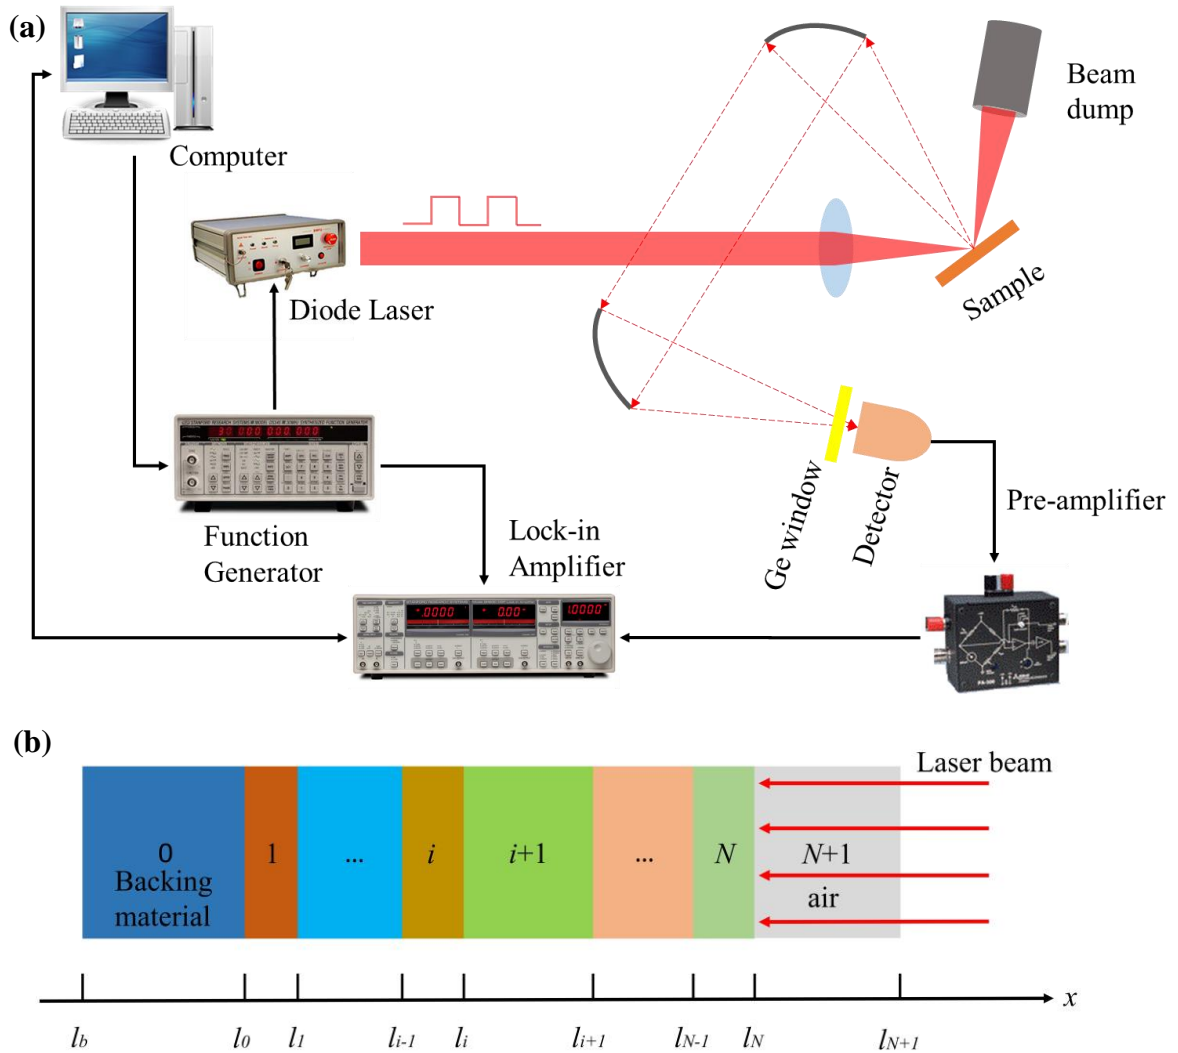 (a)
Computer
Beam
dump
Diode Laser
Sample
Function
Generator
Lock-in
Amplifier
Ge window
Detector
Pre-amplifier
(b)
Laser beam
0
Backing
material
1
...
i
i+1
...
N
N+1
air
x
lb
l0
l1
li-1
li
li+1
lN-1
lN
lN+1